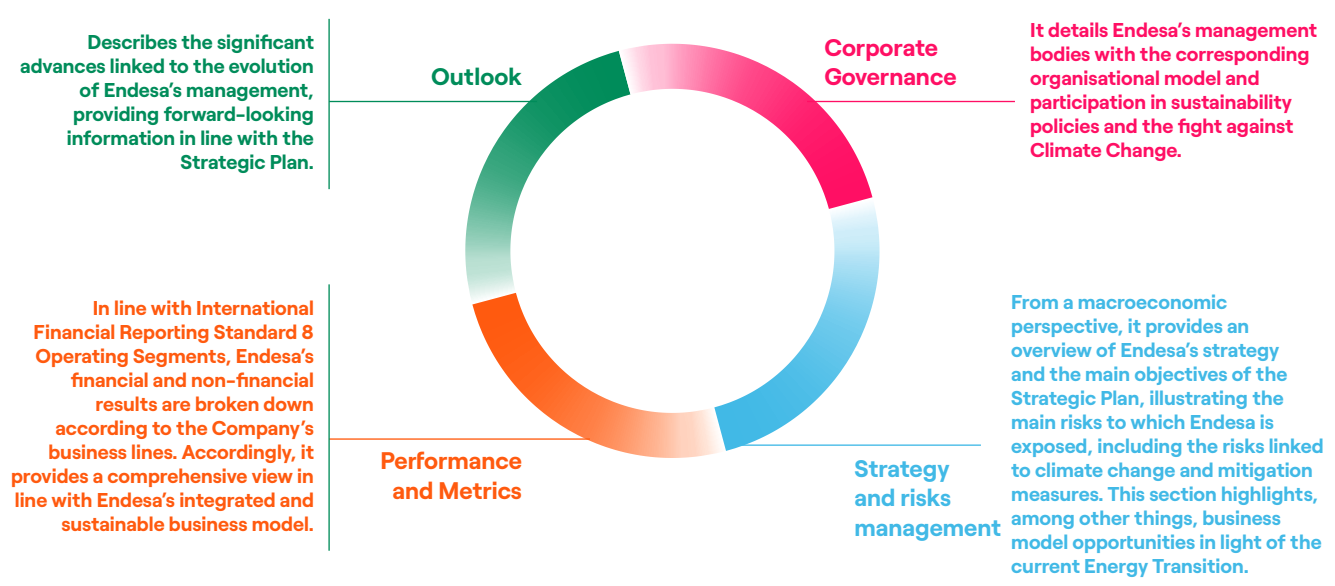 Describes the significant
advances linked to the evolution
of Endesa’s management,
providing forward-looking
information in line with the
Strategic Plan.
Outlook
Corporate
Governance
It details Endesa’s management
bodies with the corresponding
organisational model and
participation in sustainability
policies and the fight against
Climate Change.
In line with International
Financial Reporting Standard 8
Operating Segments, Endesa’s
financial and non-financial
results are broken down
according to the Company’s
business lines. Accordingly, it
provides a comprehensive view in
line with Endesa’s integrated and
sustainable business model.
Performance
and Metrics
Strategy
and risks
management
From a macroeconomic
perspective, it provides an
overview of Endesa’s strategy
and the main objectives of the
Strategic Plan, illustrating the
main risks to which Endesa is
exposed, including the risks linked
to climate change and mitigation
measures. This section highlights,
among other things, business
model opportunities in light of the
current Energy Transition.